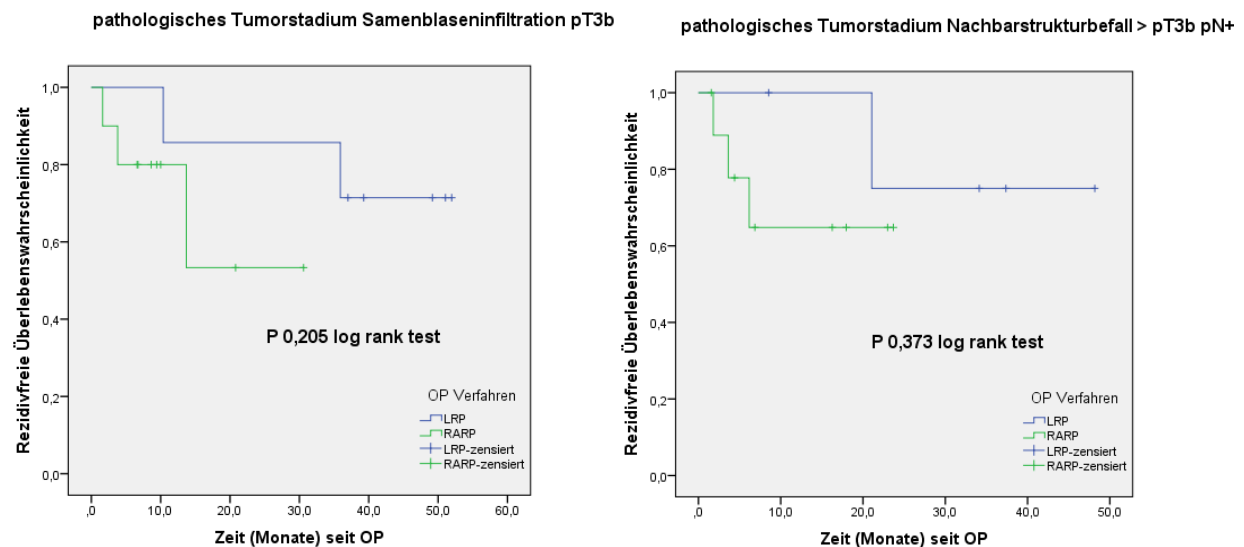 pathologisches Tumorstadium Samenblaseninfiltration pT3b
Rezidivfreie Überlebenswahrscheinlichkeit
1,0
0,8
0,6
0,4
0,2
0,0
P 0,205 log rank test
OP Verfahren
LRP
RARP
LRP-zensiert
RARP-zensiert
,0 10,0 20,0 30,0 40,0 50,0 60,0
Zeit (Monate) seit OP
pathologisches Tumorstadium Nachbarstrukturbefall > pT3b pN+
Rezidivfreie Überlebenswahrscheinlichkeit
1,0
0,8
0,6
0,4
0,2
0,0
P 0,373 log rank test
OP Verfahren
LRP
RARP
LRP-zensiert
RARP-zensiert
,0 10,0 20,0 30,0 40,0 50,0
Zeit (Monate) seit OP